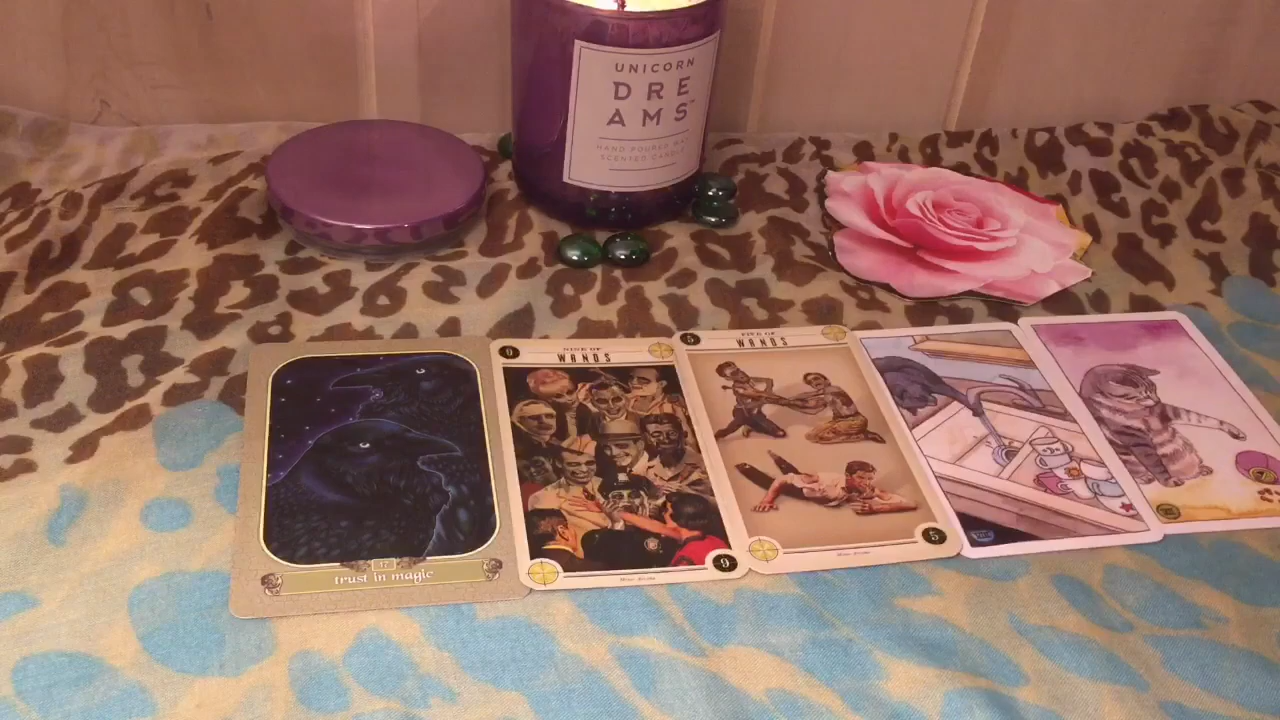 UNICORN
DRE
AMS™
HAND POURED WAX
SCENTED CANDLE
17
trust in magic
9
NINE OF
WANDS
9
5
FIVE OF
WANDS
5